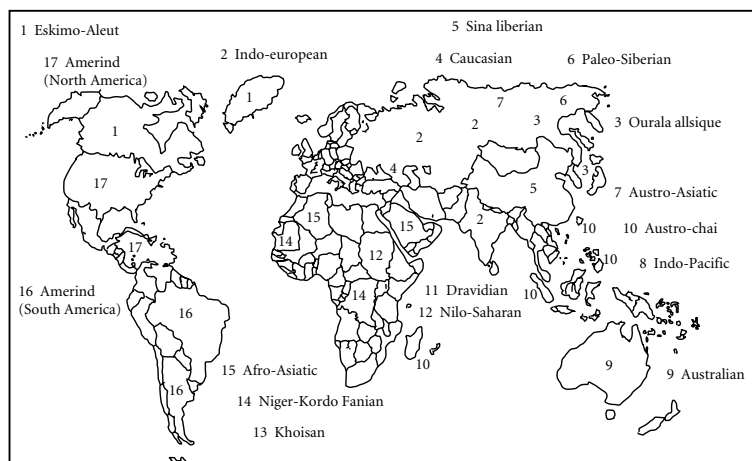 5 Sina liberian
1 Eskimo-Aleut
2 Indo-european
4 Caucasian
6 Paleo-Siberian
17 Amerind
(North America)
1
7
6
3 Ourala allsique
1
2
2
3
17
4
3
5
7 Austro-Asiatic
15
2
15
10
10 Austro-chai
14
17
12
10
8 Indo-Pacific
16 Amerind
(South America)
16
14
11 Dravidian
10
12 Nilo-Saharan
9
10
15 Afro-Asiatic
9 Australian
16
14 Niger-Kordo Fanian
13 Khoisan